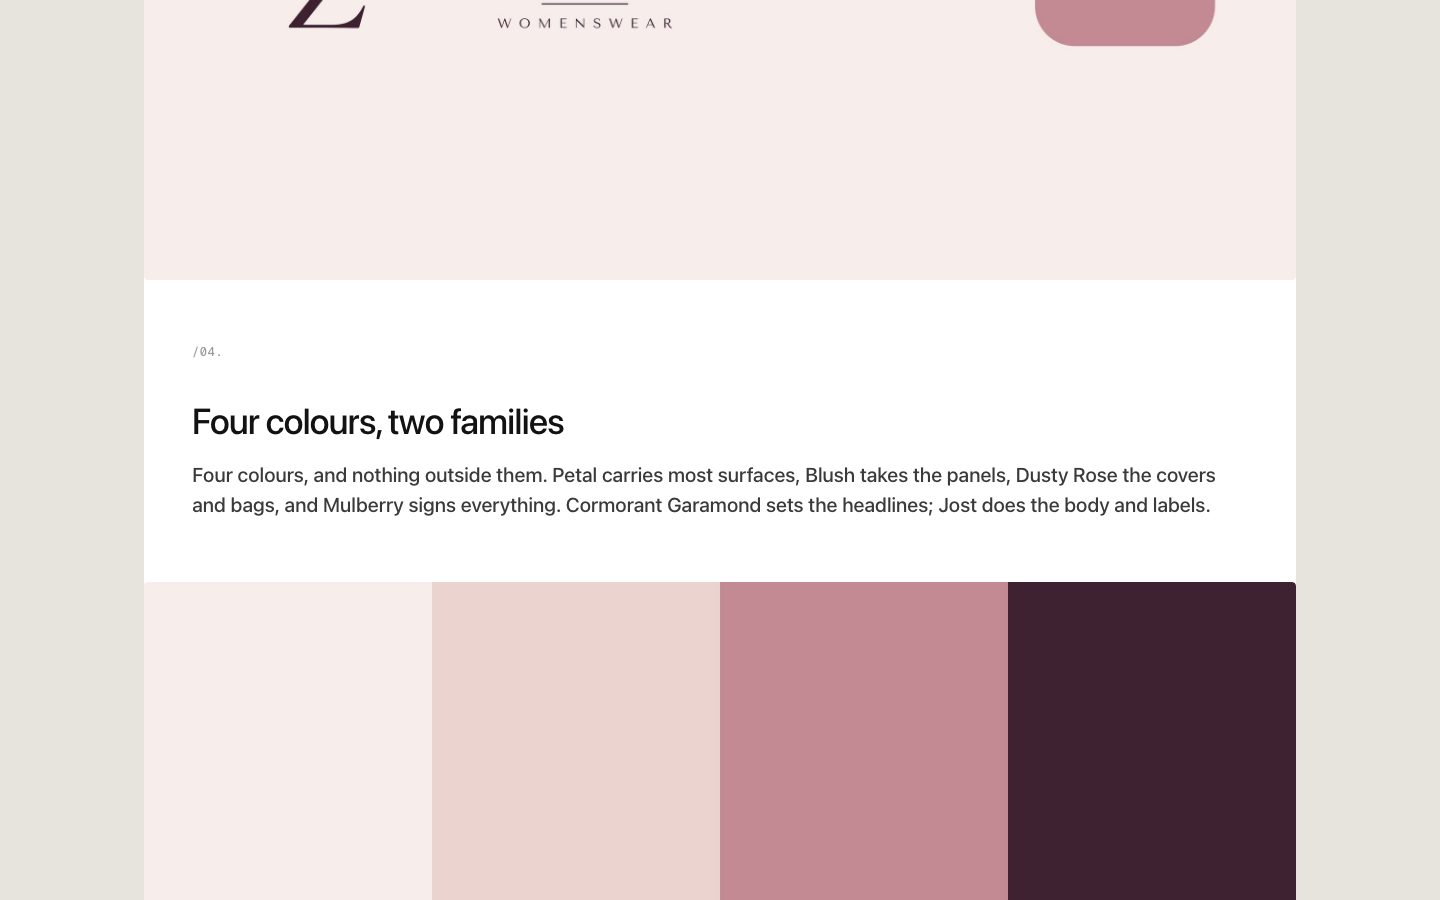 Z
WOMENSWEAR
/04.
Four colours, two families
Four colours, and nothing outside them. Petal carries most surfaces, Blush takes the panels, Dusty Rose the covers
and bags, and Mulberry signs everything. Cormorant Garamond sets the headlines; Jost does the body and labels.